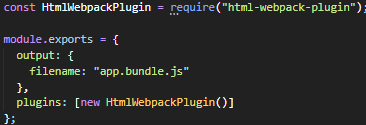 const HtmlWebpackPlugin = require("html-webpack-plugin");
module.exports = {
  output: {
    filename: "app.bundle.js"
  },
  plugins: [new HtmlWebpackPlugin()]
};